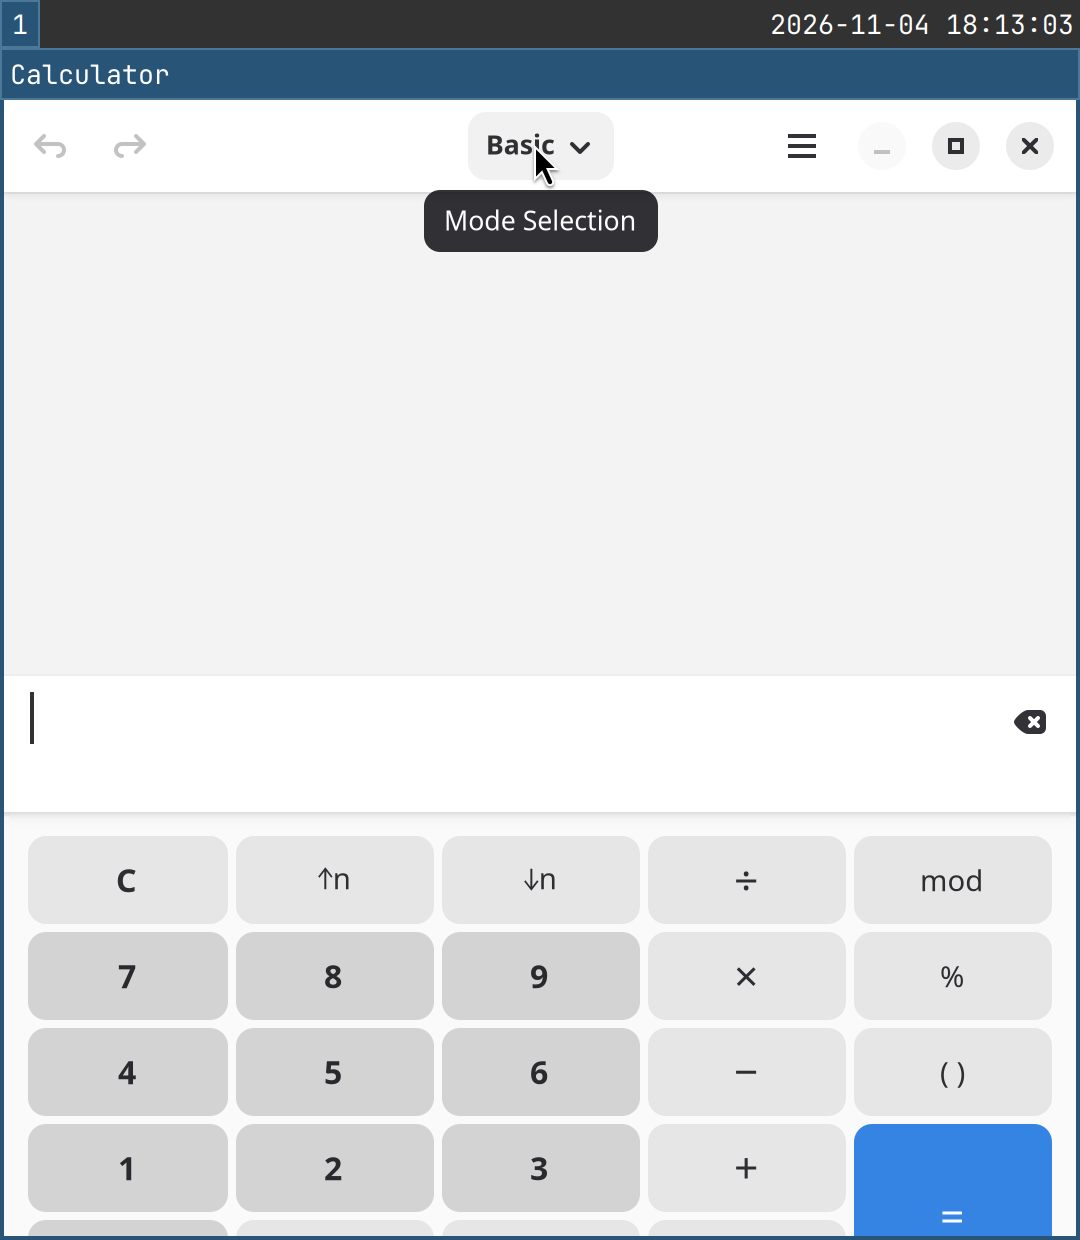 1 2026-11-04 18:13:03
Calculator
Basic
Mode Selection
C ↑n ↓n ÷ mod
7 8 9 × %
4 5 6 − ( )
1 2 3 +
=